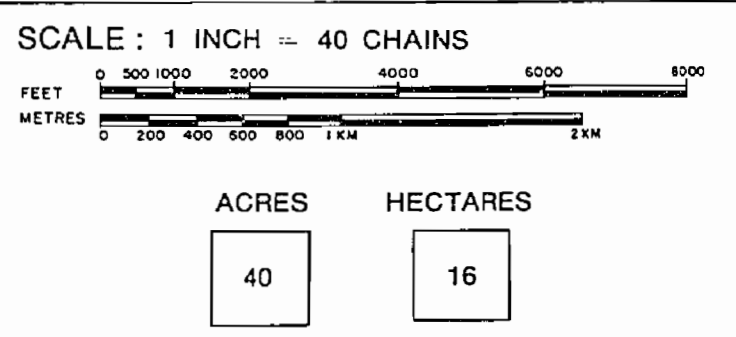 SCALE : 1 INCH = 40 CHAINS
0 500 1000 2000 4000 6000 8000
FEET
METRES
0 200 400 600 800 1 KM 2 KM
ACRES HECTARES
40 16